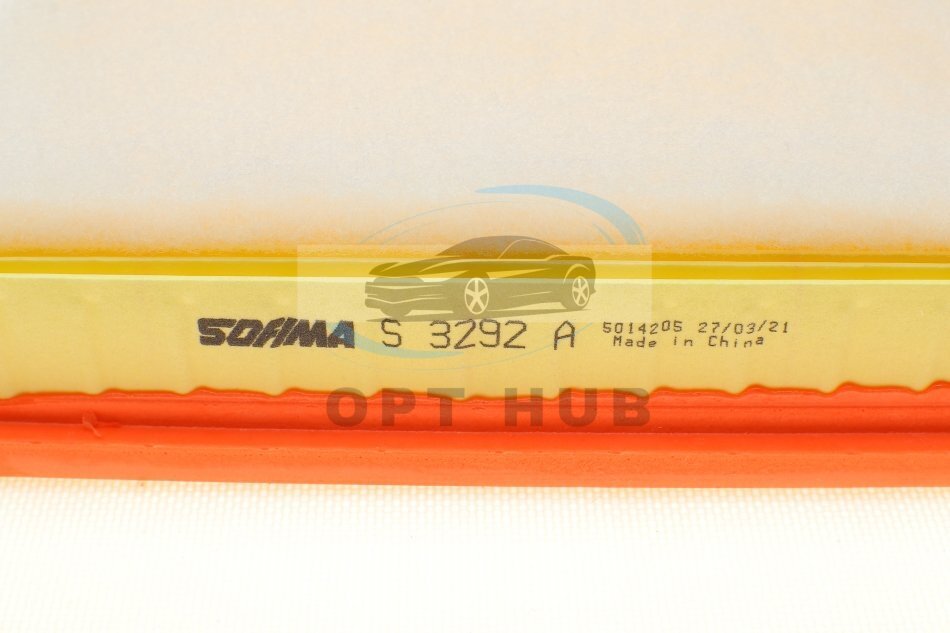 SOFIMA S 3292 A 5014205 27/03/21
Made in China
OPT HUB